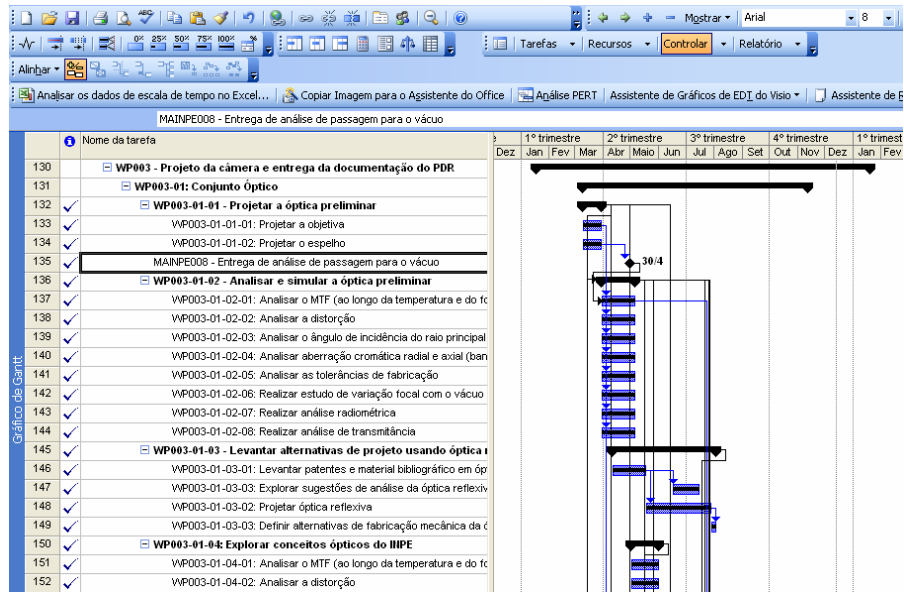 ABC
Mostrar Arial 8
0% 25% 50% 75% 100% Tarefas Recursos Controlar Relatório
Alinhar
Analisar os dados de escala de tempo no Excel... Copiar Imagem para o Assistente do Office Análise PERT Assistente de Gráficos de EDT do Visio Assistente de
MAINPE008 - Entrega de análise de passagem para o vácuo
Nome da tarefa 1º trimestre 2º trimestre 3º trimestre 4º trimestre 1º trimest
Dez Jan Fev Mar Abr Maio Jun Jul Ago Set Out Nov Dez Jan Fev
130 WP003 - Projeto da câmera e entrega da documentação do PDR
131 WP003-01: Conjunto Óptico
132 WP003-01-01 - Projetar a óptica preliminar
133 WP003-01-01-01: Projetar a objetiva
134 WP003-01-01-02: Projetar o espelho
135 MAINPE008 - Entrega de análise de passagem para o vácuo 30/4
136 WP003-01-02 - Analisar e simular a óptica preliminar
137 WP003-01-02-01: Analisar o MTF (ao longo da temperatura e do fo
138 WP003-01-02-02: Analisar a distorção
139 WP003-01-02-03: Analisar o ângulo de incidência do raio principal
140 WP003-01-02-04: Analisar aberração cromática radial e axial (ban
141 WP003-01-02-05: Analisar as tolerâncias de fabricação
142 WP003-01-02-06: Realizar estudo de variação focal com o vácuo
143 WP003-01-02-07: Realizar análise radiométrica
144 WP003-01-02-08: Realizar análise de transmitância
145 WP003-01-03 - Levantar alternativas de projeto usando óptica
146 WP003-01-03-01: Levantar patentes e material bibliográfico em óp
147 WP003-01-03-03: Explorar sugestões de análise da óptica reflexiv
148 WP003-01-03-02: Projetar óptica reflexiva
149 WP003-01-03-03: Definir alternativas de fabricação mecânica da
150 WP003-01-04: Explorar conceitos ópticos do INPE
151 WP003-01-04-01: Analisar o MTF (ao longo da temperatura e do fo
152 WP003-01-04-02: Analisar a distorção
Gráfico de Gantt